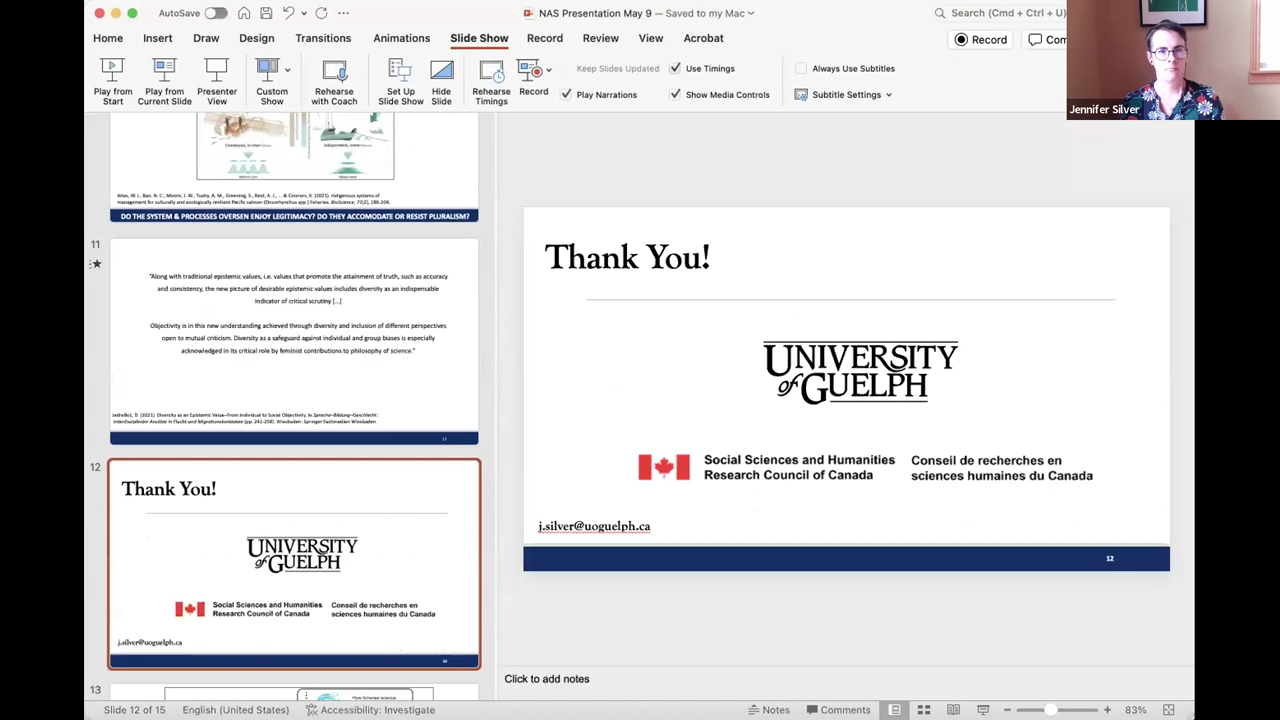 AutoSave
NAS Presentation May 9 — Saved to my Mac
Search (Cmd + Ctrl + U)
Home Insert Draw Design Transitions Animations Slide Show Record Review View Acrobat
Record
Com
Play from Start
Play from Current Slide
Presenter View
Custom Show
Rehearse with Coach
Set Up Slide Show
Hide Slide
Rehearse Timings
Record
Keep Slides Updated
Use Timings
Play Narrations
Show Media Controls
Always Use Subtitles
Subtitle Settings
Jennifer Silver
DO THE SYSTEM & PROCESSES OVERSEN ENJOY LEGITIMACY? DO THEY ACCOMODATE OR RESIST PLURALISM?
11
"Along with traditional epistemic values, i.e. values that promote the attainment of truth, such as accuracy
and consistency, the new picture of desirable epistemic values includes diversity as an indispensable
indicator of critical scrutiny [...]
Objectivity is in this new understanding achieved through diversity and inclusion of different perspectives
open to mutual criticism. Diversity as a safeguard against individual and group biases is especially
acknowledged in its critical role by feminist contributions to philosophy of science."
12
Thank You!
UNIVERSITY
of GUELPH
Social Sciences and Humanities Conseil de recherches en
Research Council of Canada sciences humaines du Canada
j.silver@uoguelph.ca
13
Thank You!
UNIVERSITY
of GUELPH
Social Sciences and Humanities Conseil de recherches en
Research Council of Canada sciences humaines du Canada
j.silver@uoguelph.ca
12
Click to add notes
Slide 12 of 15 English (United States) Accessibility: Investigate Notes Comments 83%